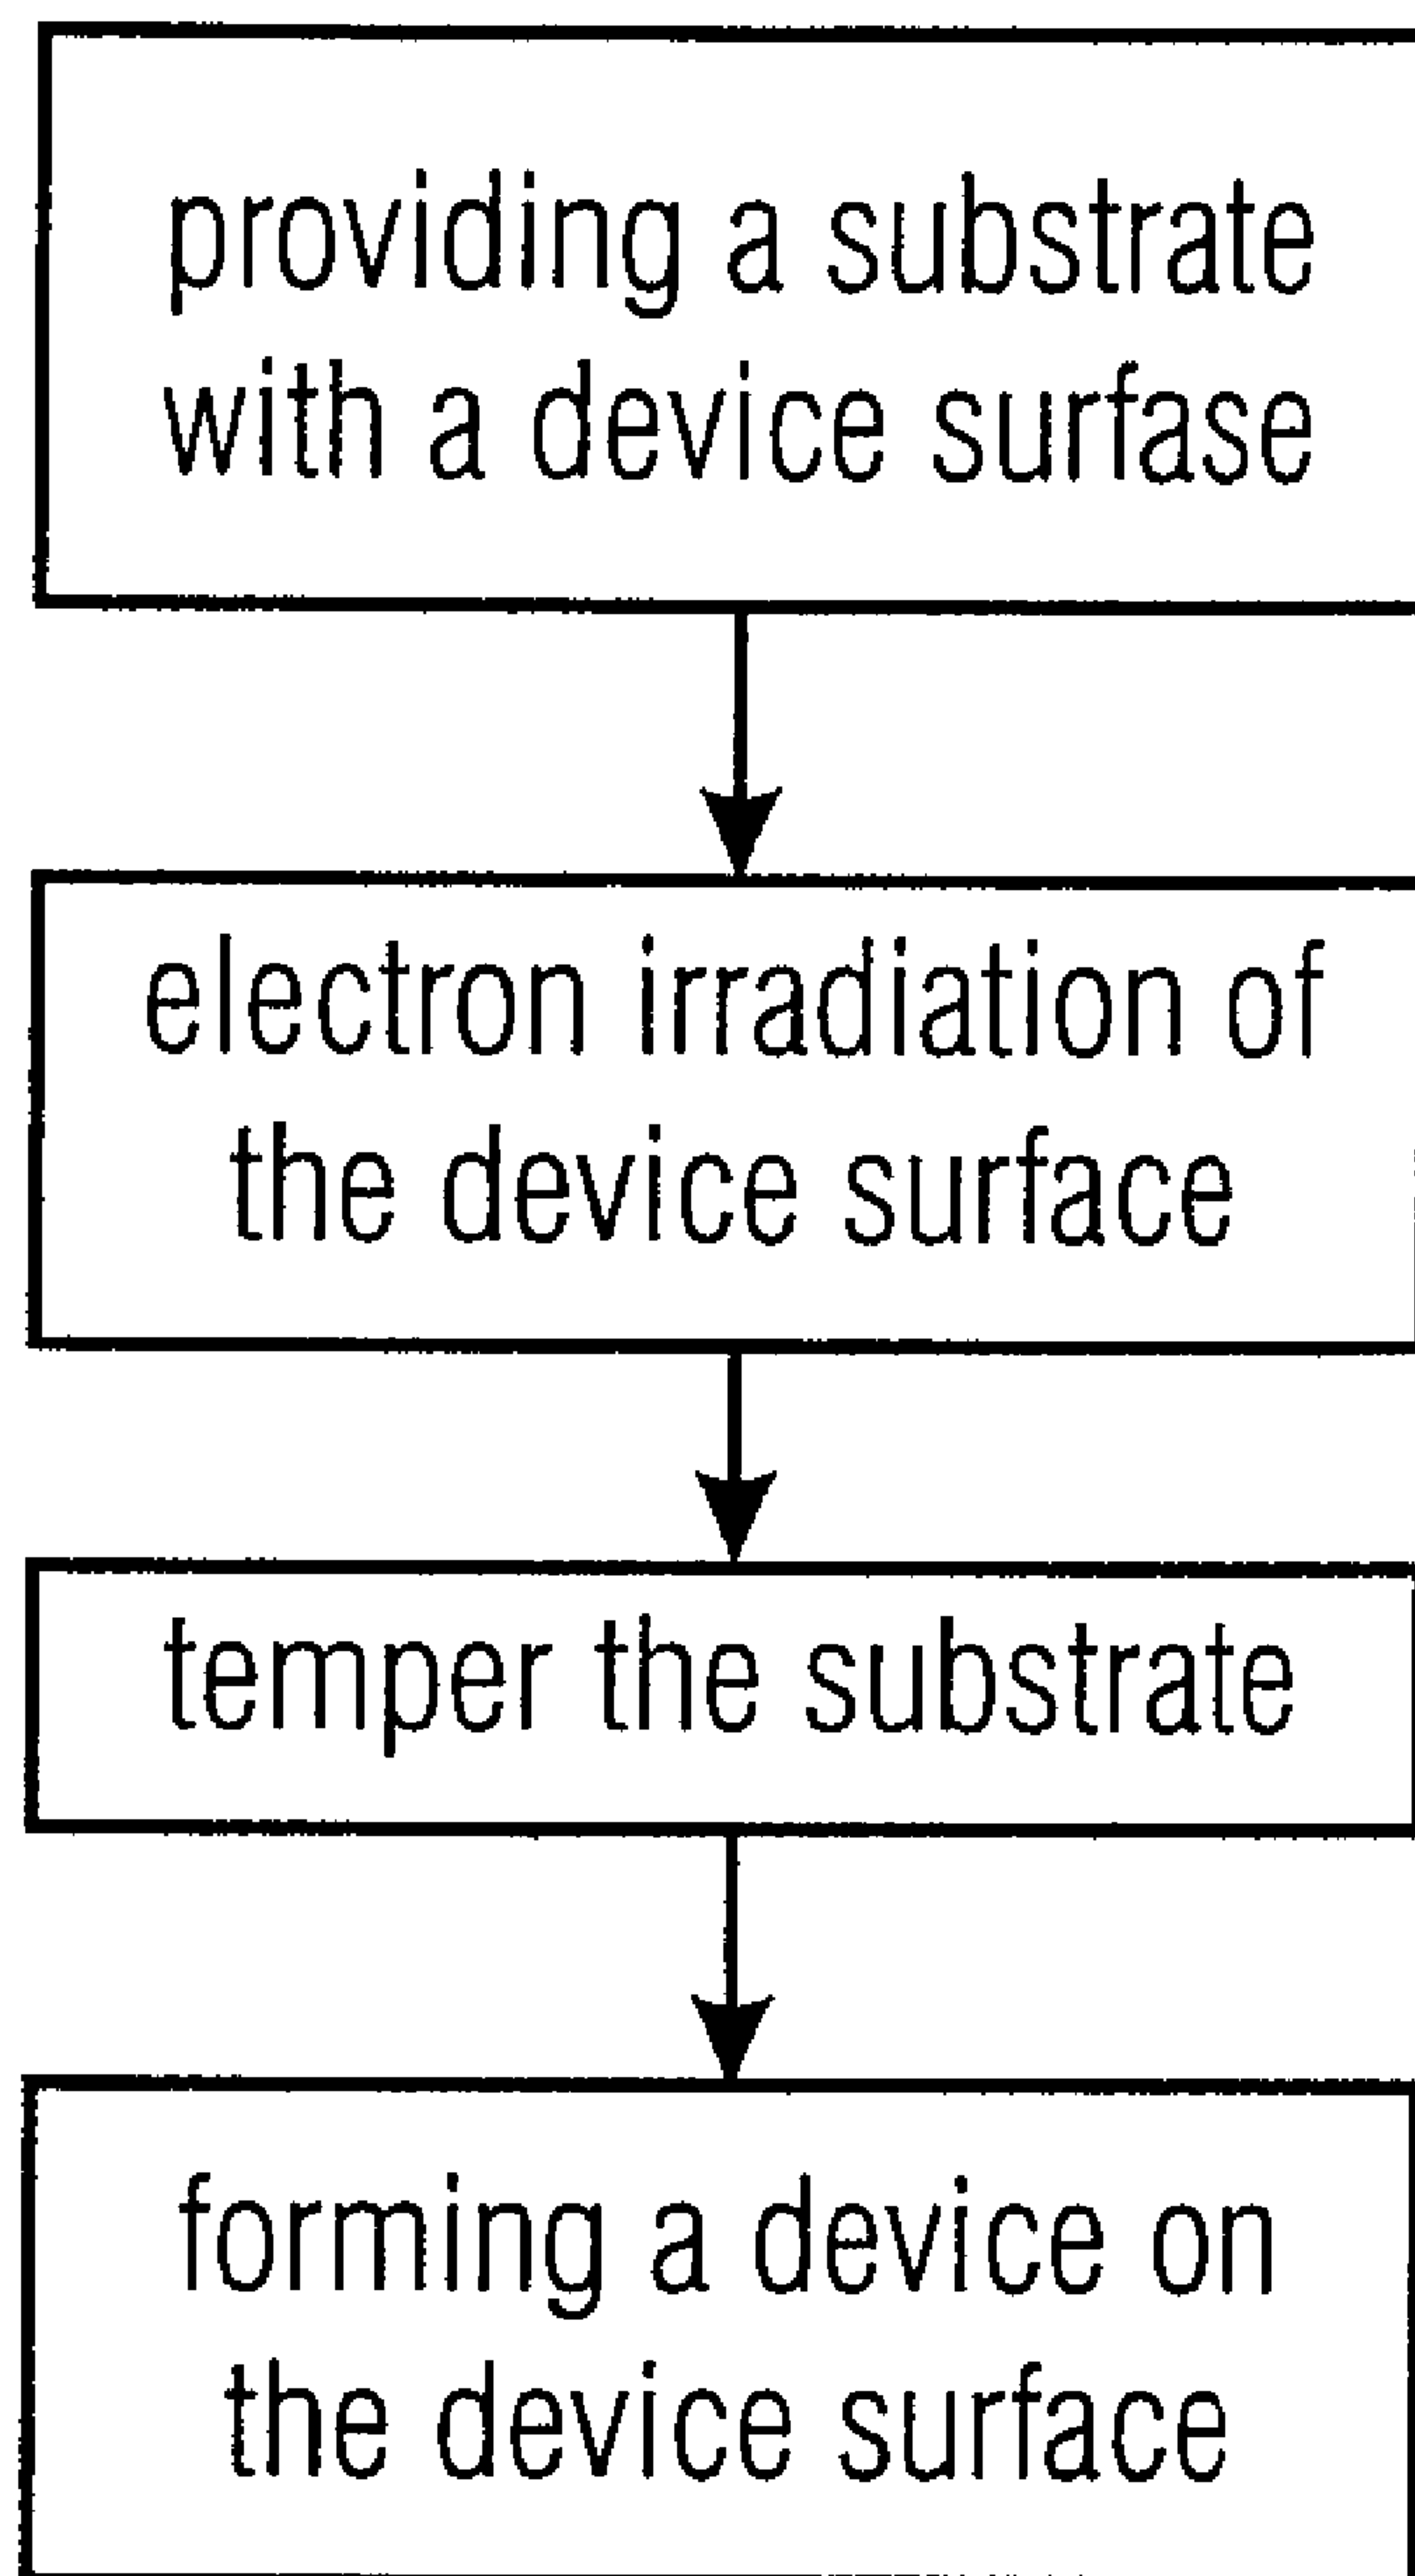 providing a substrate
with a device surfase
electron irradiation of
the device surface
temper the substrate
forming a device on
the device surface